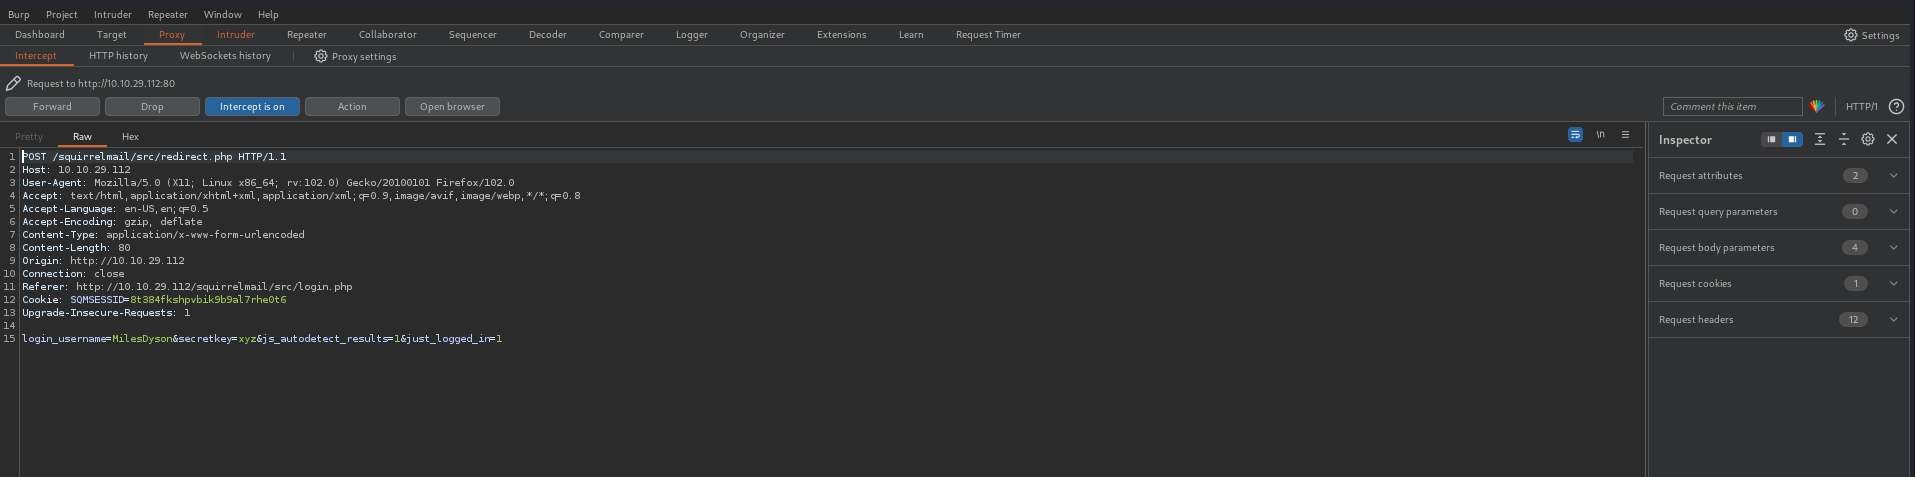 Burp Project Intruder Repeater Window Help
Dashboard Target Proxy Intruder Repeater Collaborator Sequencer Decoder Comparer Logger Organizer Extensions Learn Request Timer Settings
Intercept HTTP history WebSockets history Proxy settings
Request to http://10.10.29.112:80
Forward Drop Intercept is on Action Open browser Comment this item HTTP/1 ?
Pretty Raw Hex \n
Inspector
1 POST /squirrelmail/src/redirect.php HTTP/1.1
2 Host: 10.10.29.112
3 User-Agent: Mozilla/5.0 (X11; Linux x86_64; rv:102.0) Gecko/20100101 Firefox/102.0
4 Accept: text/html,application/xhtml+xml,application/xml;q=0.9,image/avif,image/webp,*/*;q=0.8
5 Accept-Language: en-US,en;q=0.5
6 Accept-Encoding: gzip, deflate
7 Content-Type: application/x-www-form-urlencoded
8 Content-Length: 80
9 Origin: http://10.10.29.112
10 Connection: close
11 Referer: http://10.10.29.112/squirrelmail/src/login.php
12 Cookie: SQMSESSID=8t384fkshpvbik9b9al7rhe0t6
13 Upgrade-Insecure-Requests: 1
14
15 login_username=MilesDyson&secretkey=xyz&js_autodetect_results=1&just_logged_in=1
Request attributes 2
Request query parameters 0
Request body parameters 4
Request cookies 1
Request headers 12